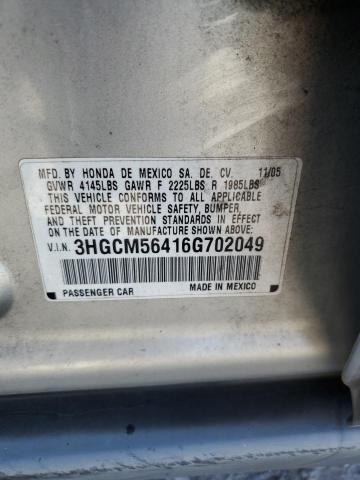 MFD. BY HONDA DE MEXICO SA. DE. CV. 11/05
GVWR 4145LBS GAWR F 2225LBS R 1985LBS
THIS VEHICLE CONFORMS TO ALL APPLICABLE
FEDERAL MOTOR VEHICLE SAFETY, BUMPER,
AND THEFT PREVENTION STANDARDS IN EFFECT
ON THE DATE OF MANUFACTURE SHOWN ABOVE.
V.I.N. 3HGCM56416G702049
PASSENGER CAR MADE IN MEXICO